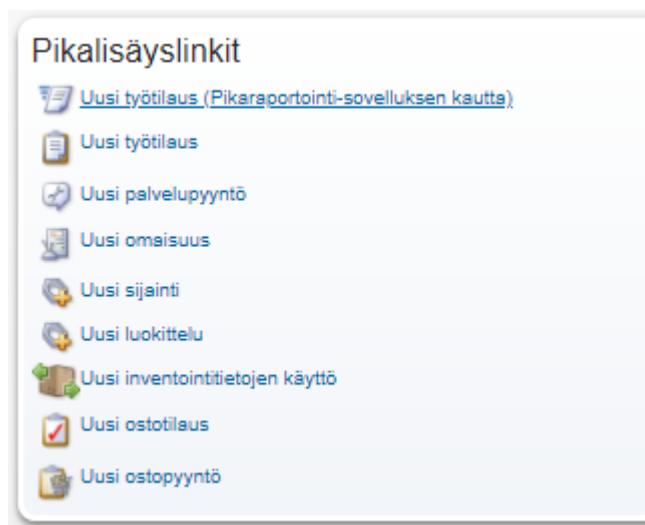 Pikalisäyslinkit
Uusi työtilaus (Pikaraportointi-sovelluksen kautta)
Uusi työtilaus
Uusi palvelupyyntö
Uusi omaisuus
Uusi sijainti
Uusi luokittelu
Uusi inventointitietojen käyttö
Uusi ostotilaus
Uusi ostopyyntö